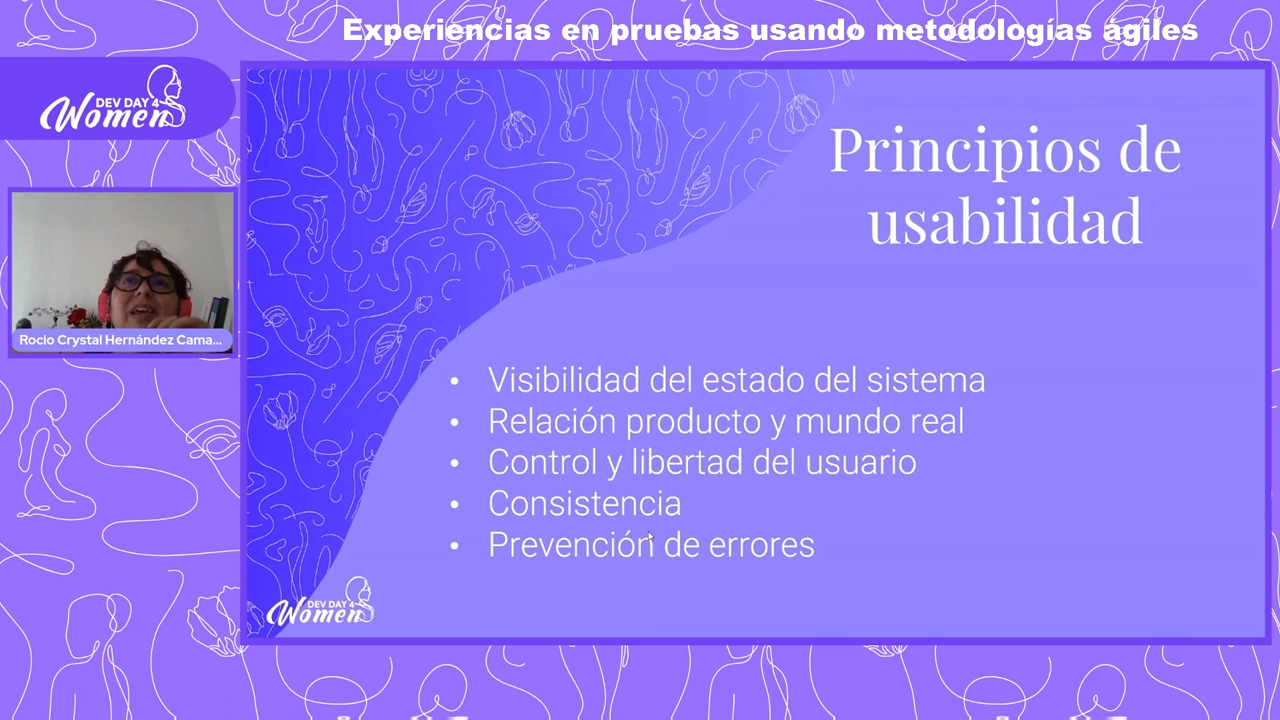 Experiencias en pruebas usando metodologías ágiles
DEV DAY 4
Women
Rocio Crystal Hernández Cama...
Principios de
usabilidad
• Visibilidad del estado del sistema
• Relación producto y mundo real
• Control y libertad del usuario
• Consistencia
• Prevención de errores
DEV DAY 4
Women